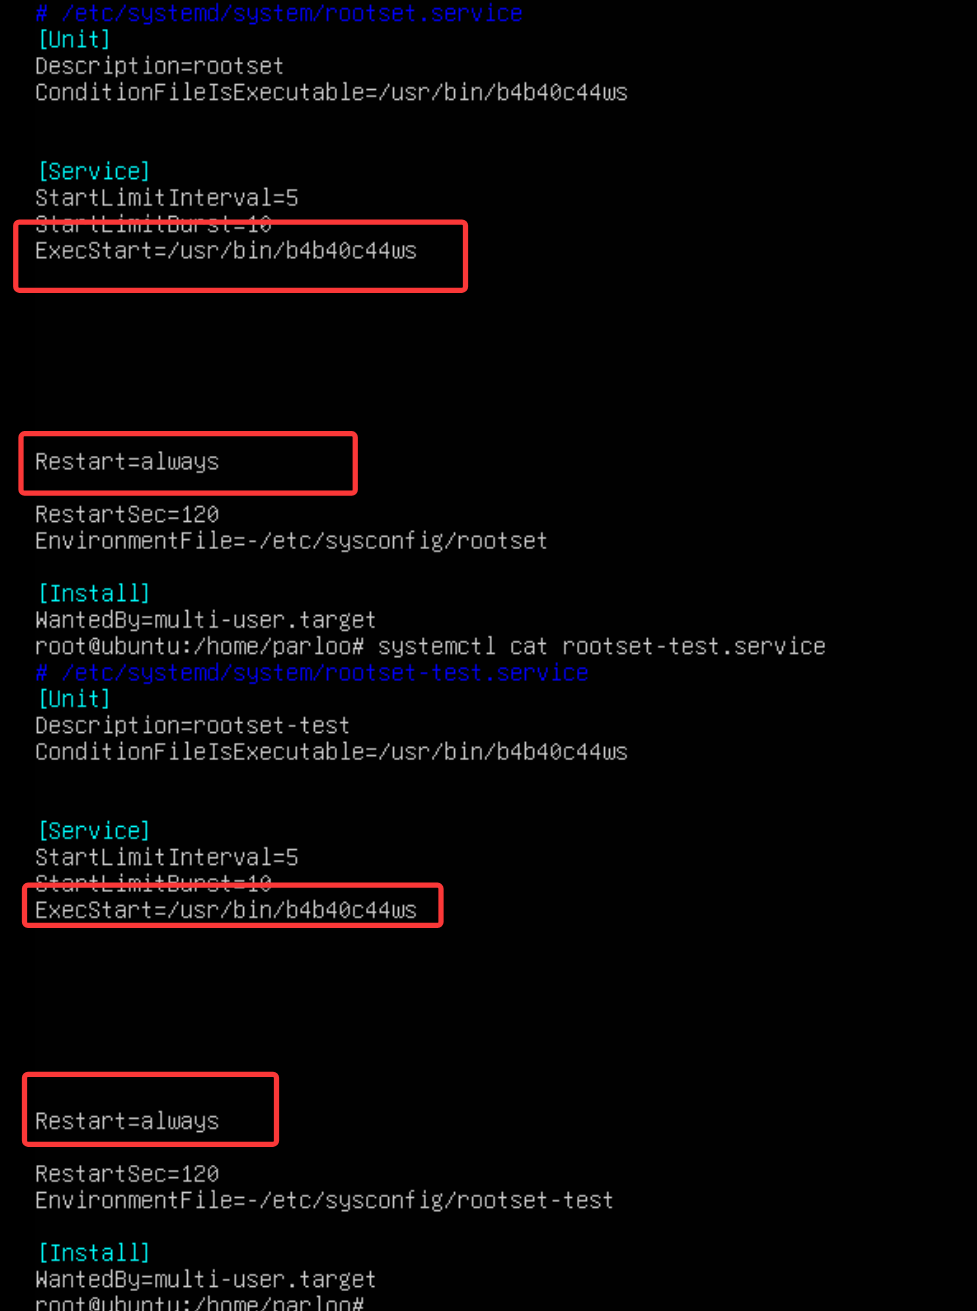 # /etc/systemd/system/rootset.service
[Unit]
Description=rootset
ConditionFileIsExecutable=/usr/bin/b4b40c44ws
[Service]
StartLimitInterval=5
StartLimitBurst=10
ExecStart=/usr/bin/b4b40c44ws
Restart=always
RestartSec=120
EnvironmentFile=-/etc/sysconfig/rootset
[Install]
WantedBy=multi-user.target
root@ubuntu:/home/parloo# systemctl cat rootset-test.service
# /etc/systemd/system/rootset-test.service
[Unit]
Description=rootset-test
ConditionFileIsExecutable=/usr/bin/b4b40c44ws
[Service]
StartLimitInterval=5
StartLimitBurst=10
ExecStart=/usr/bin/b4b40c44ws
Restart=always
RestartSec=120
EnvironmentFile=-/etc/sysconfig/rootset-test
[Install]
WantedBy=multi-user.target
root@ubuntu:/home/parloo#